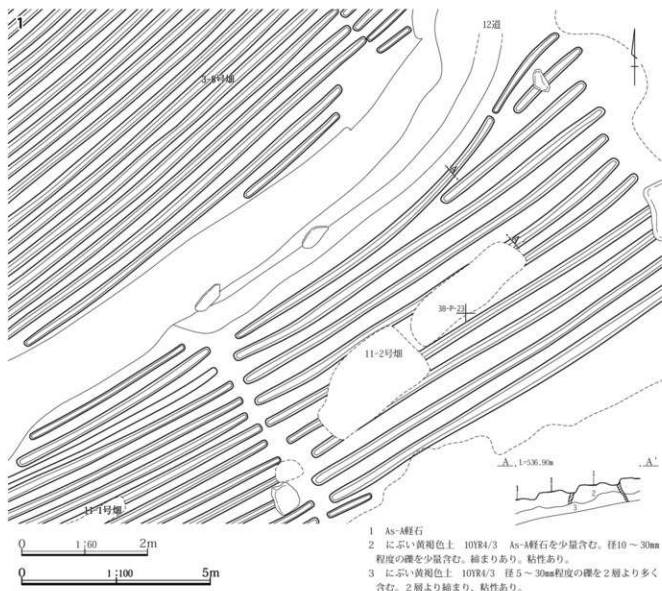 1
12道
3-8号畑
A
A'
38-P-23
11-2号畑
11-1号畑
A L=536.90m A'
1
1
1
2
3
0 1:60 2m
0 1:100 5m
1 As-A軽石
2 にぶい黄褐色土 10YR4/3 As-A軽石を少量含む。径10～30mm
程度の礫を少量含む。締まりあり。粘性あり。
3 にぶい黄褐色土 10YR4/3 径5～30mm程度の礫を2層より多く
含む。2層より締まり、粘性あり。